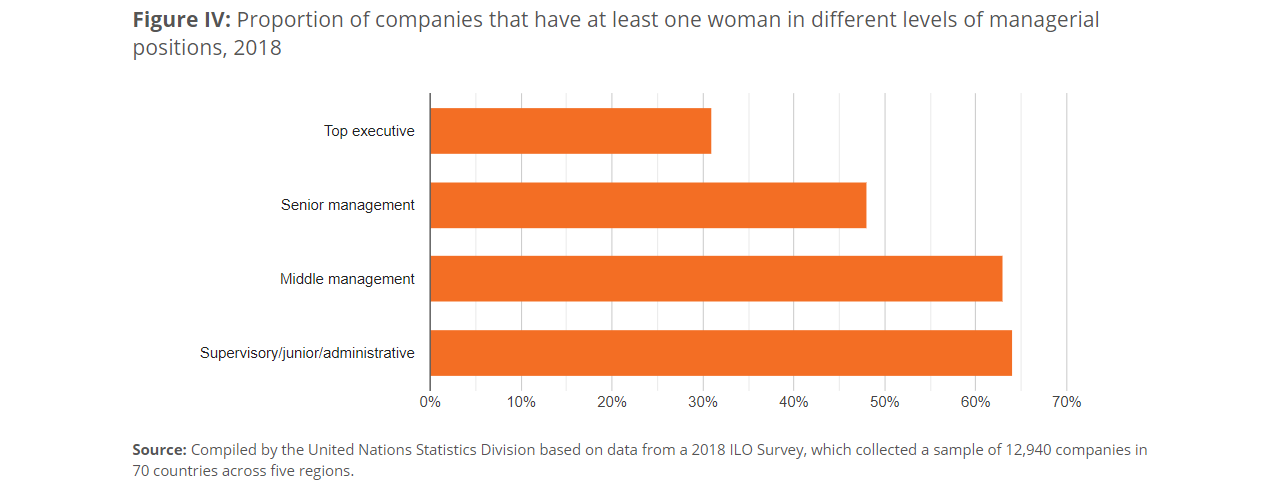 Figure IV: Proportion of companies that have at least one woman in different levels of managerial
positions, 2018
Top executive
Senior management
Middle management
Supervisory/junior/administrative
0% 10% 20% 30% 40% 50% 60% 70%
Source: Compiled by the United Nations Statistics Division based on data from a 2018 ILO Survey, which collected a sample of 12,940 companies in
70 countries across five regions.